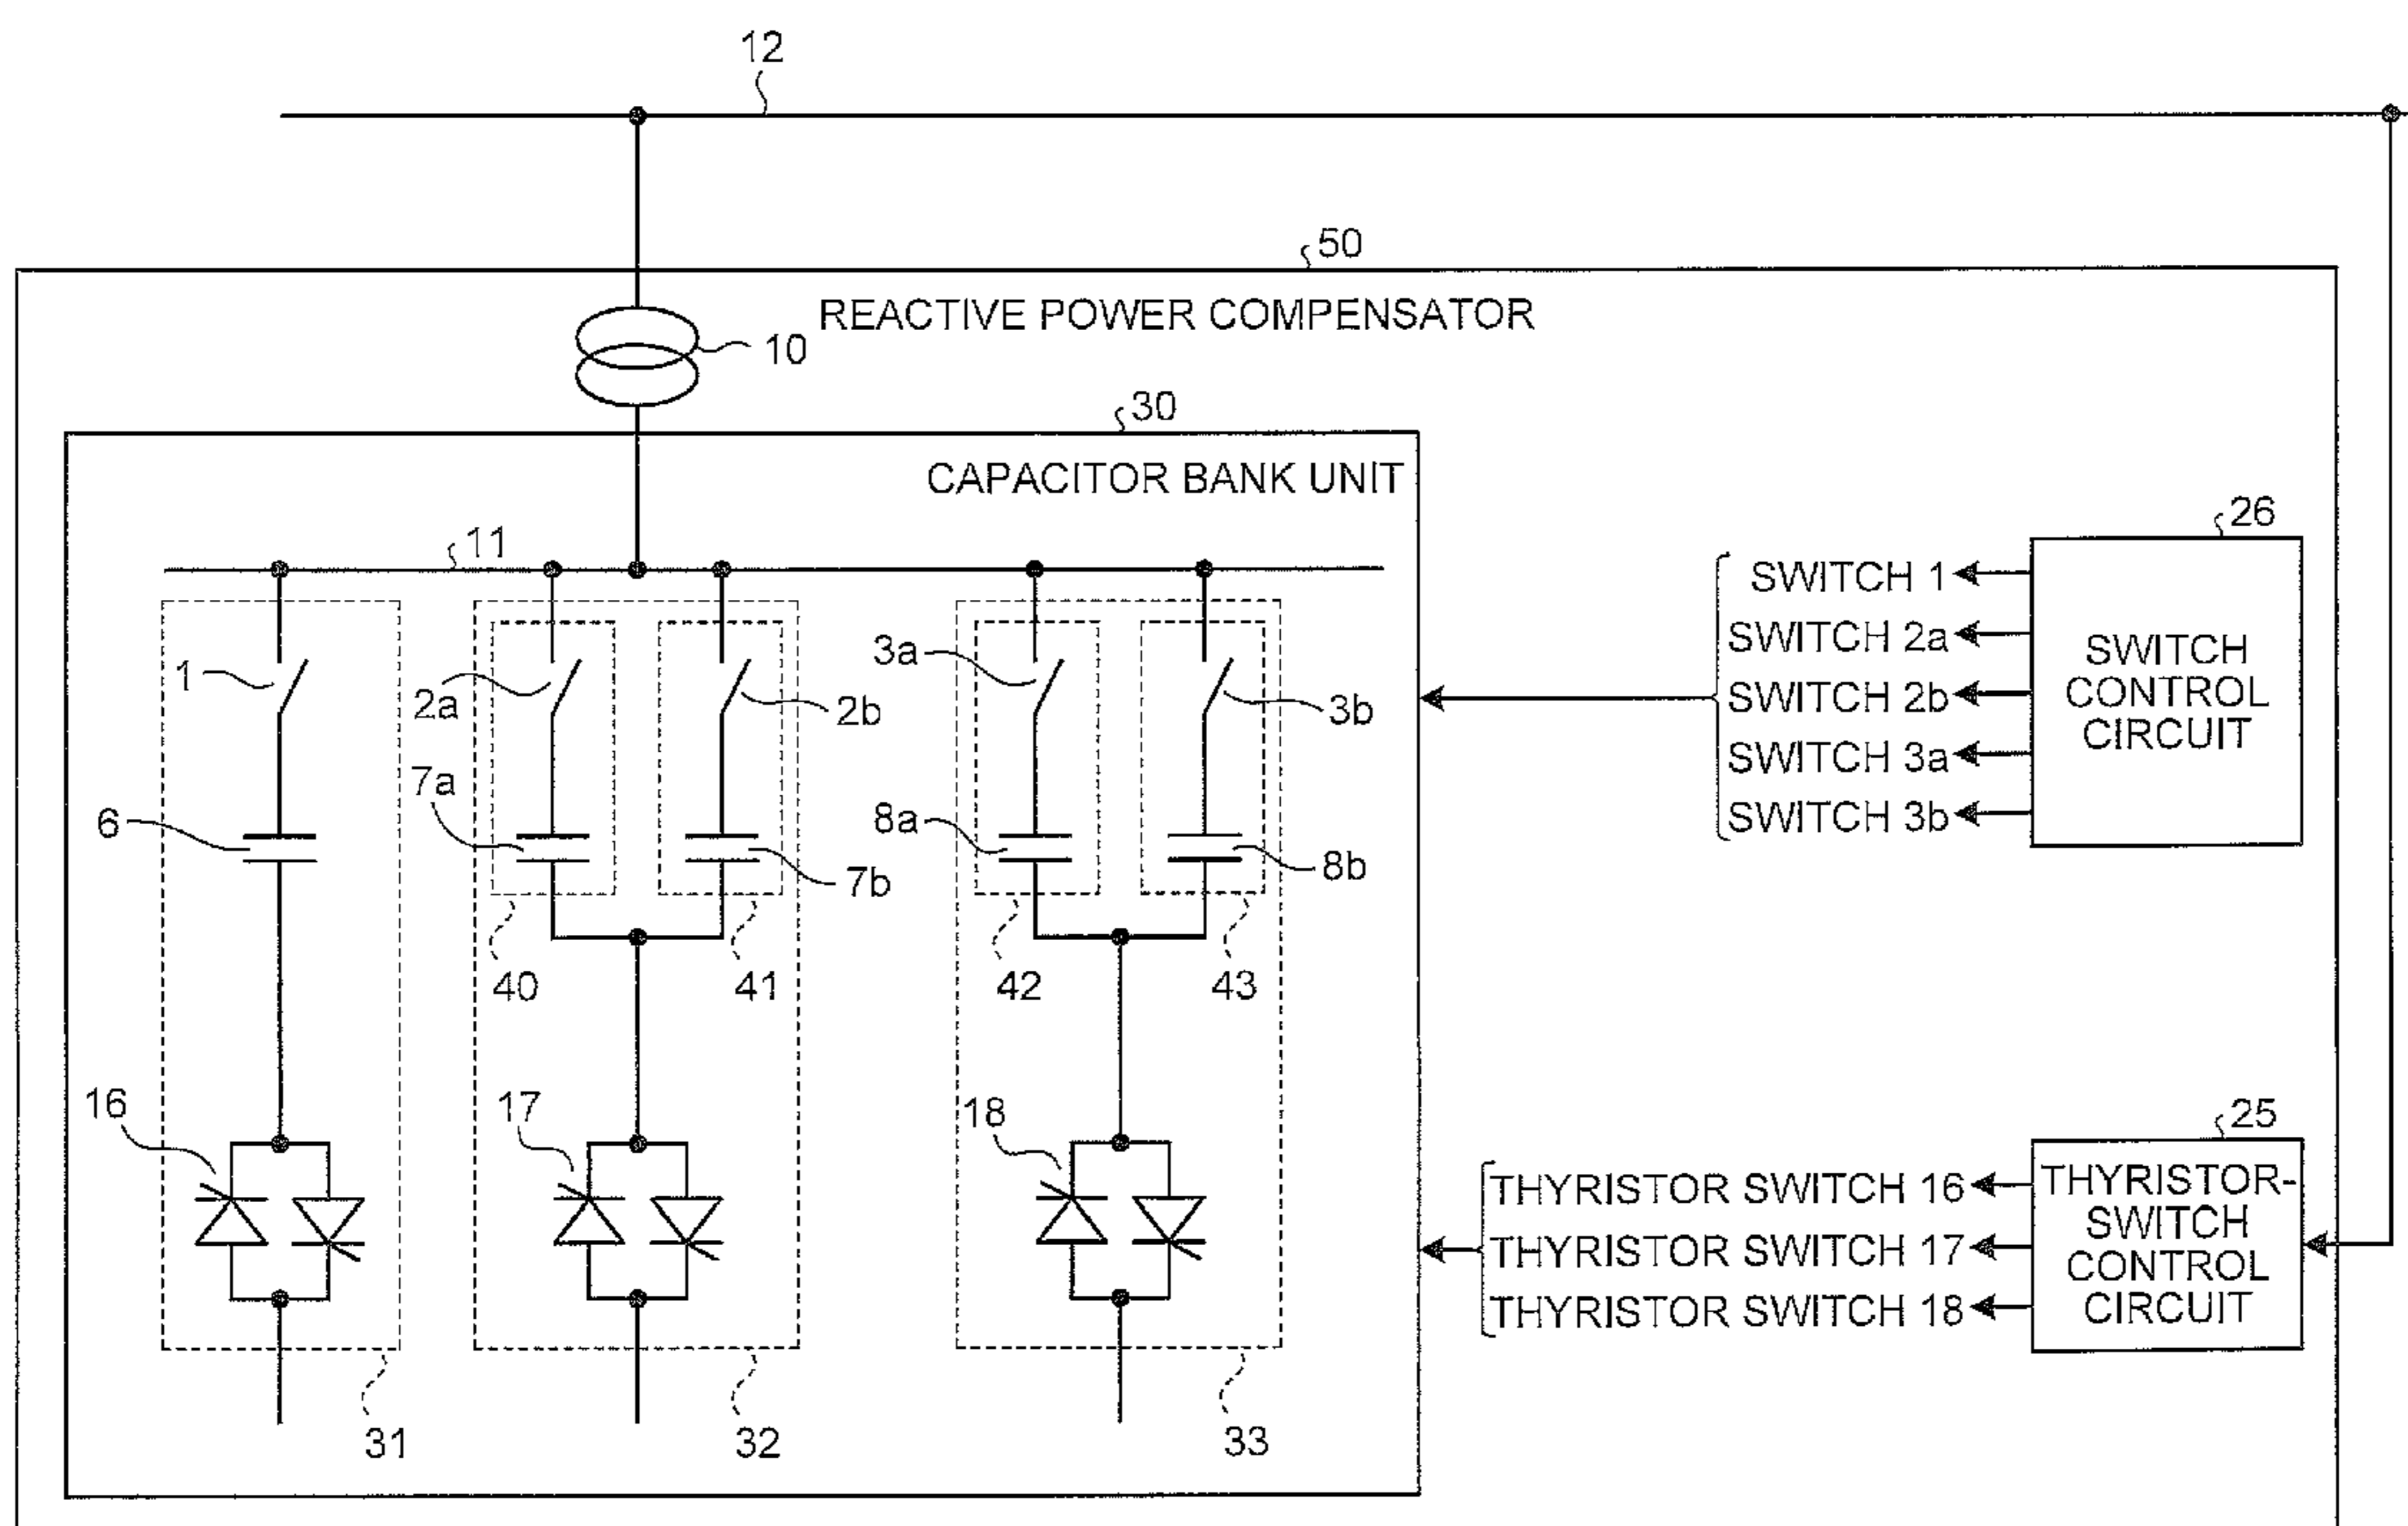 12
50
REACTIVE POWER COMPENSATOR
10
30
CAPACITOR BANK UNIT
11
26
SWITCH 1
SWITCH 2a
SWITCH 2b
SWITCH 3a
SWITCH 3b
SWITCH
CONTROL
CIRCUIT
1
2a
2b
3a
3b
6
7a
7b
8a
8b
40
41
42
43
16
17
18
25
THYRISTOR SWITCH 16
THYRISTOR SWITCH 17
THYRISTOR SWITCH 18
THYRISTOR-
SWITCH
CONTROL
CIRCUIT
31
32
33